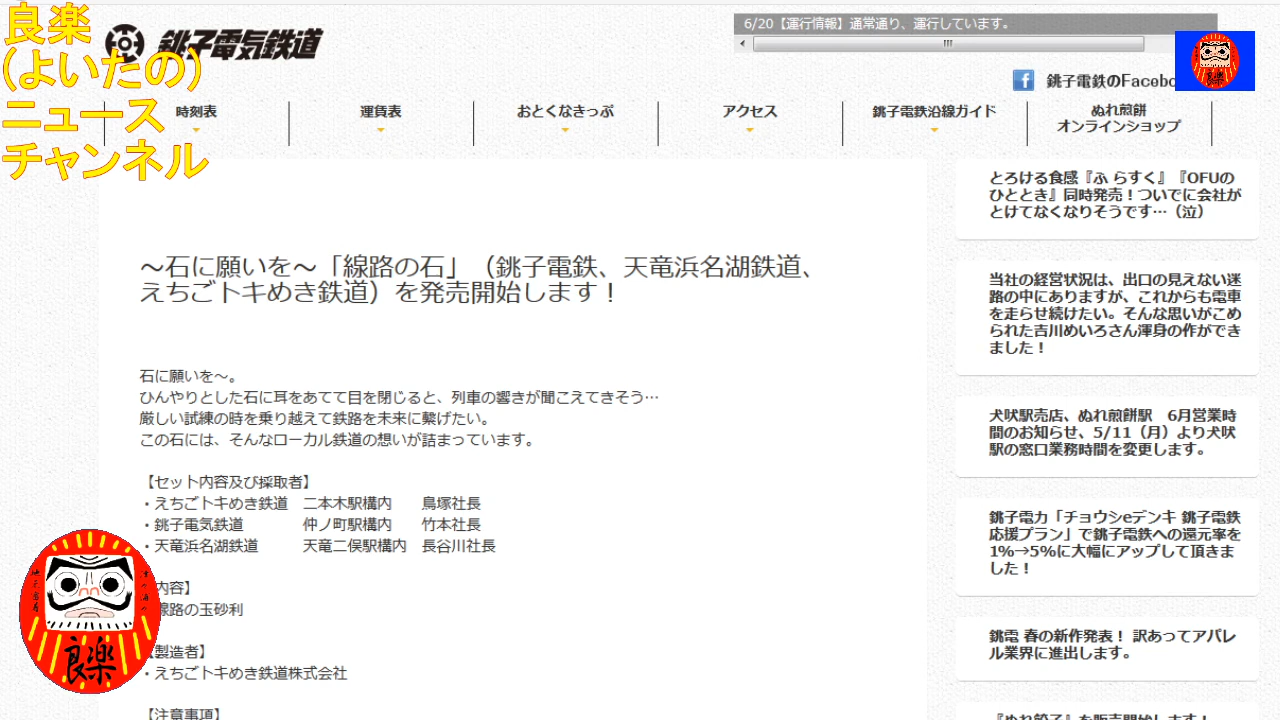 良楽
(よいたの)
ニュース
チャンネル
銚子電気鉄道
6/20【運行情報】通常通り、運行しています。
良楽
銚子電鉄のFacebo
時刻表
運賃表
おとくなきっぷ
アクセス
銚子電鉄沿線ガイド
ぬれ煎餅
オンラインショップ
～石に願いを～「線路の石」（銚子電鉄、天竜浜名湖鉄道、
えちごトキめき鉄道）を発売開始します！
石に願いを～。
ひんやりとした石に耳をあてて目を閉じると、列車の響きが聞こえてきそう…
厳しい試練の時を乗り越えて鉄路を未来に繋げたい。
この石には、そんなローカル鉄道の想いが詰まっています。
【セット内容及び採取者】
・えちごトキめき鉄道　二本木駅構内　　鳥塚社長
・銚子電気鉄道　　　　仲ノ町駅構内　　竹本社長
・天竜浜名湖鉄道　　　天竜二俣駅構内　長谷川社長
内容】
線路の玉砂利
製造者】
・えちごトキめき鉄道株式会社
【注意事項】
良楽
とろける食感『ふ らすく』『OFUの
ひととき』同時発売！ついでに会社が
とけてなくなりそうです…（泣）
当社の経営状況は、出口の見えない迷
路の中にありますが、これからも電車
を走らせ続けたい。そんな思いがこめ
られた吉川めいろさん渾身の作ができ
ました！
犬吠駅売店、ぬれ煎餅駅　6月営業時
間のお知らせ、5/11（月）より犬吠
駅の窓口業務時間を変更します。
銚子電力「チョウシeデンキ 銚子電鉄
応援プラン」で銚子電鉄への還元率を
1%→5%に大幅にアップして頂きま
した！
銚電 春の新作発表！ 訳あってアパレ
ル業界に進出します。
『ぬれ餃子』を販売開始します！